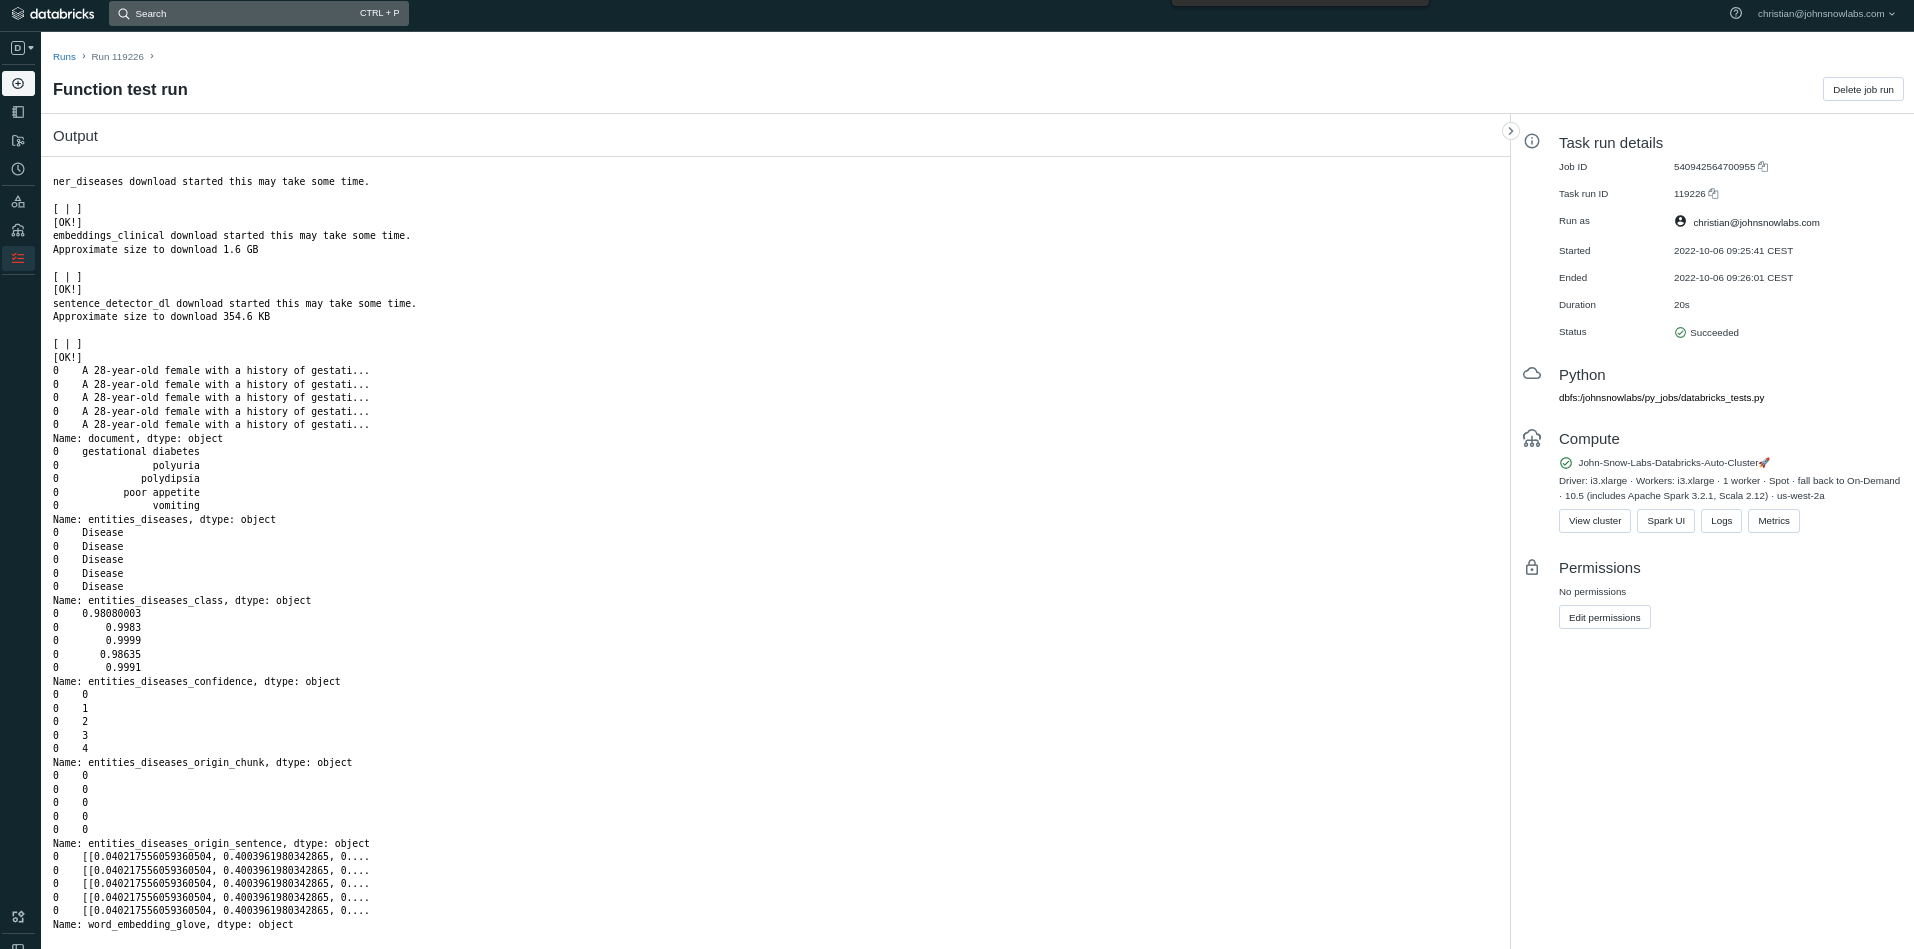 databricks
Search
CTRL + P
christian@johnsnowlabs.com
D
Runs
Run 119226
Function test run
Delete job run
Output
ner_diseases download started this may take some time.
[ | ]
[OK!]
embeddings_clinical download started this may take some time.
Approximate size to download 1.6 GB
[ | ]
[OK!]
sentence_detector_dl download started this may take some time.
Approximate size to download 354.6 KB
[ | ]
[OK!]
0    A 28-year-old female with a history of gestati...
0    A 28-year-old female with a history of gestati...
0    A 28-year-old female with a history of gestati...
0    A 28-year-old female with a history of gestati...
0    A 28-year-old female with a history of gestati...
Name: document, dtype: object
0    gestational diabetes
0                polyuria
0              polydipsia
0           poor appetite
0                vomiting
Name: entities_diseases, dtype: object
0    Disease
0    Disease
0    Disease
0    Disease
0    Disease
Name: entities_diseases_class, dtype: object
0    0.98080003
0        0.9983
0        0.9999
0       0.98635
0        0.9991
Name: entities_diseases_confidence, dtype: object
0    0
0    1
0    2
0    3
0    4
Name: entities_diseases_origin_chunk, dtype: object
0    0
0    0
0    0
0    0
0    0
Name: entities_diseases_origin_sentence, dtype: object
0    [[0.040217556059360504, 0.4003961980342865, 0....
0    [[0.040217556059360504, 0.4003961980342865, 0....
0    [[0.040217556059360504, 0.4003961980342865, 0....
0    [[0.040217556059360504, 0.4003961980342865, 0....
0    [[0.040217556059360504, 0.4003961980342865, 0....
Name: word_embedding_glove, dtype: object
Task run details
Job ID 540942564700955
Task run ID 119226
Run as christian@johnsnowlabs.com
Started 2022-10-06 09:25:41 CEST
Ended 2022-10-06 09:26:01 CEST
Duration 20s
Status Succeeded
Python
dbfs:/johnsnowlabs/py_jobs/databricks_tests.py
Compute
John-Snow-Labs-Databricks-Auto-Cluster🚀
Driver: i3.xlarge · Workers: i3.xlarge · 1 worker · Spot · fall back to On-Demand
· 10.5 (includes Apache Spark 3.2.1, Scala 2.12) · us-west-2a
View cluster Spark UI Logs Metrics
Permissions
No permissions
Edit permissions